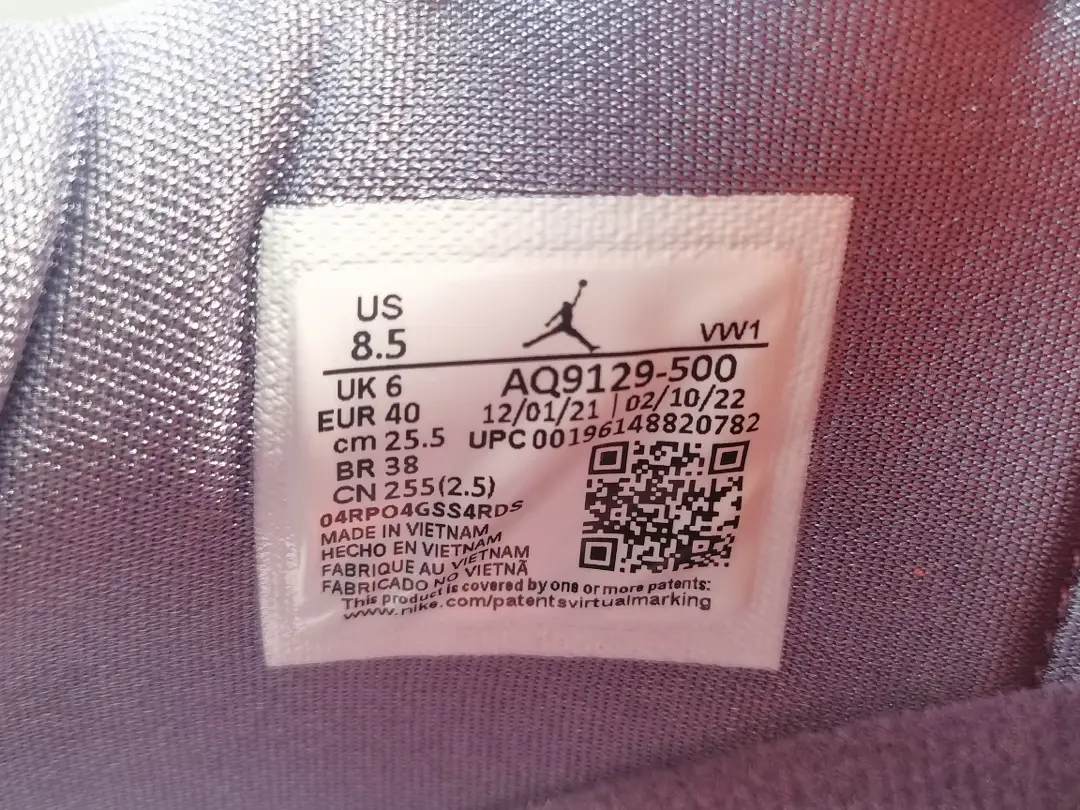 US
8.5
VW1
UK 6
AQ9129-500
EUR 40
12/01/21 | 02/10/22
cm 25.5
UPC 00196148820782
BR 38
CN 255(2.5)
04RPO4GSS4RDS
MADE IN VIETNAM
HECHO EN VIETNAM
FABRIQUE AU VIETNAM
FABRICADO NO VIETNÃ
This product is covered by one or more patents:
www.nike.com/patentsvirtualmarking